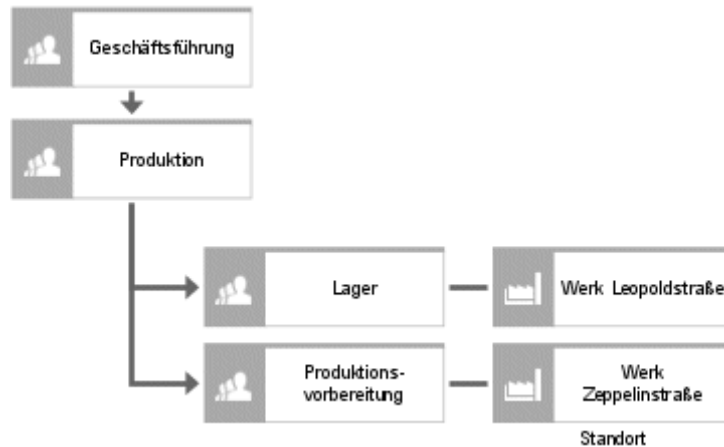 Geschäftsführung
Produktion
Lager
Werk Leopoldstraße
Produktions-
vorbereitung
Werk
Zeppelinstraße
Standort